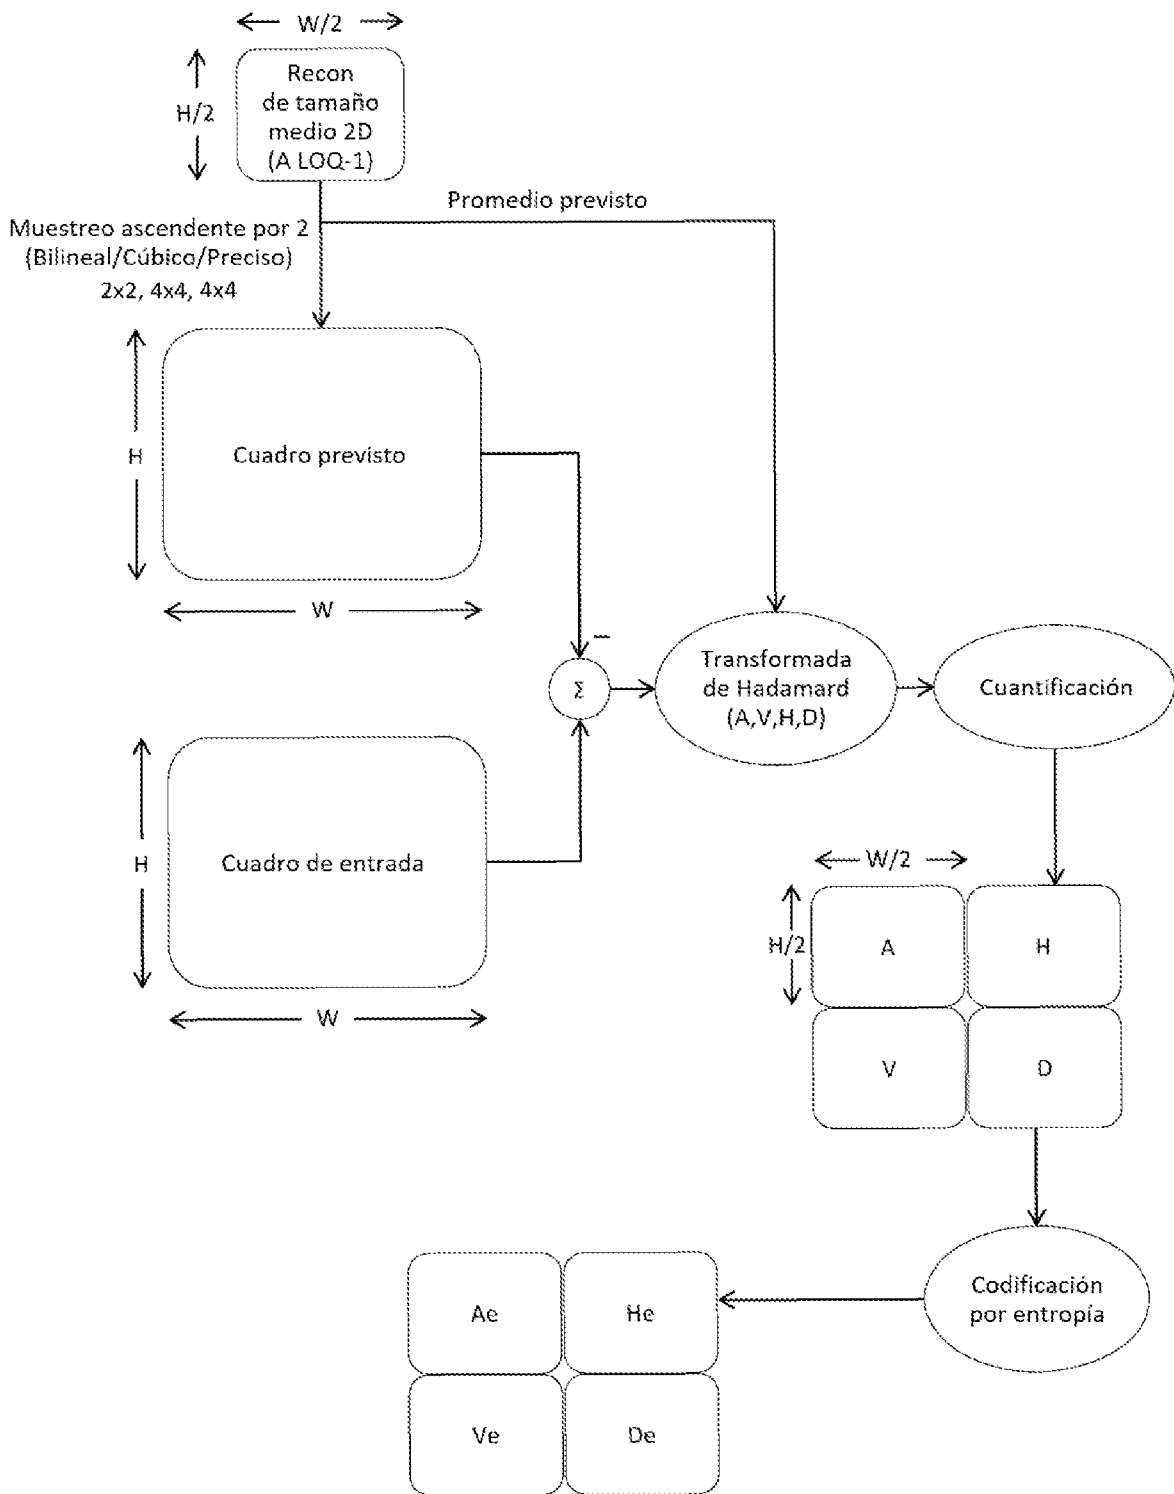 W/2
H/2
Recon
de tamaño
medio 2D
(A LOQ-1)
Promedio previsto
Muestreo ascendente por 2
(Bilineal/Cúbico/Preciso)
2x2, 4x4, 4x4
H
Cuadro previsto
W
–
Σ
Transformada
de Hadamard
(A,V,H,D)
Cuantificación
H
Cuadro de entrada
W
W/2
H/2
A
H
V
D
Codificación
por entropía
Ae
He
Ve
De